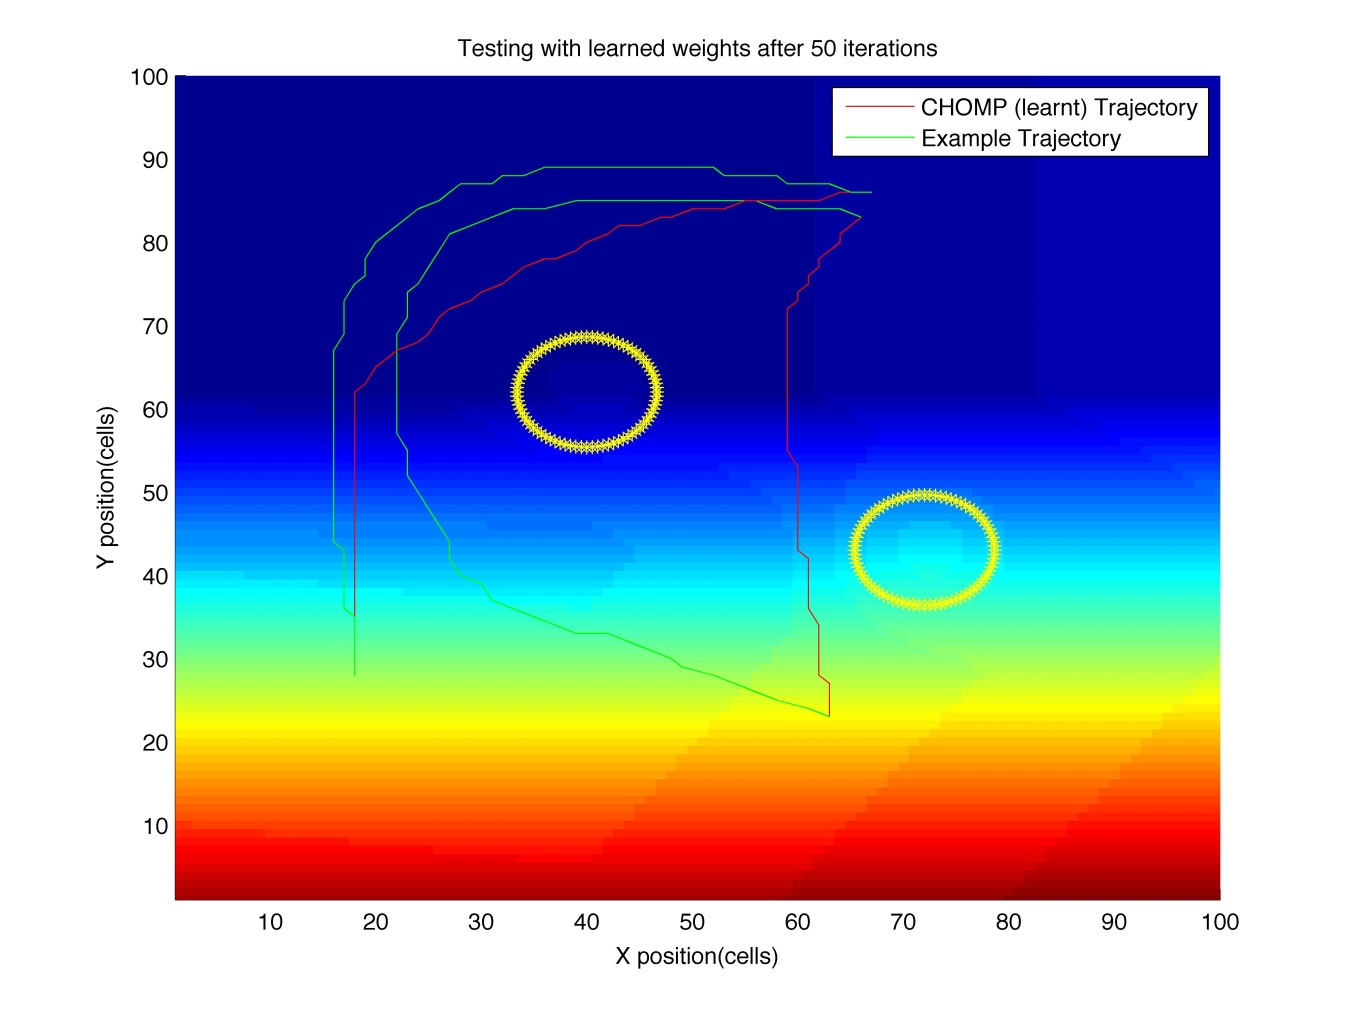 Testing with learned weights after 50 iterations
CHOMP (learnt) Trajectory
Example Trajectory
100
90
80
70
60
50
40
30
20
10
Y position(cells)
10 20 30 40 50 60 70 80 90 100
X position(cells)